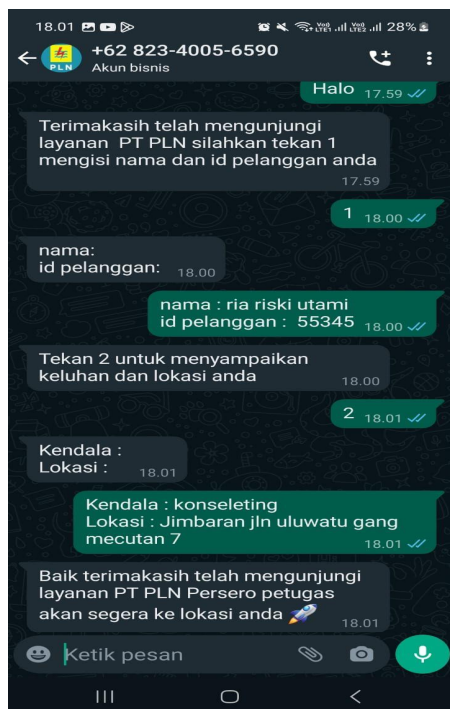 18.01 28%
+62 823-4005-6590
PLN Akun bisnis
Halo 17.59
Terimakasih telah mengunjungi
layanan PT PLN silahkan tekan 1
mengisi nama dan id pelanggan anda
17.59
1 18.00
nama:
id pelanggan: 18.00
nama : ria riski utami
id pelanggan : 55345 18.00
Tekan 2 untuk menyampaikan
keluhan dan lokasi anda
18.00
2 18.01
Kendala :
Lokasi : 18.01
Kendala : konseleting
Lokasi : Jimbaran jln uluwatu gang
mecutan 7
18.01
Baik terimakasih telah mengunjungi
layanan PT PLN Persero petugas
akan segera ke lokasi anda 🚀
18.01
Ketik pesan